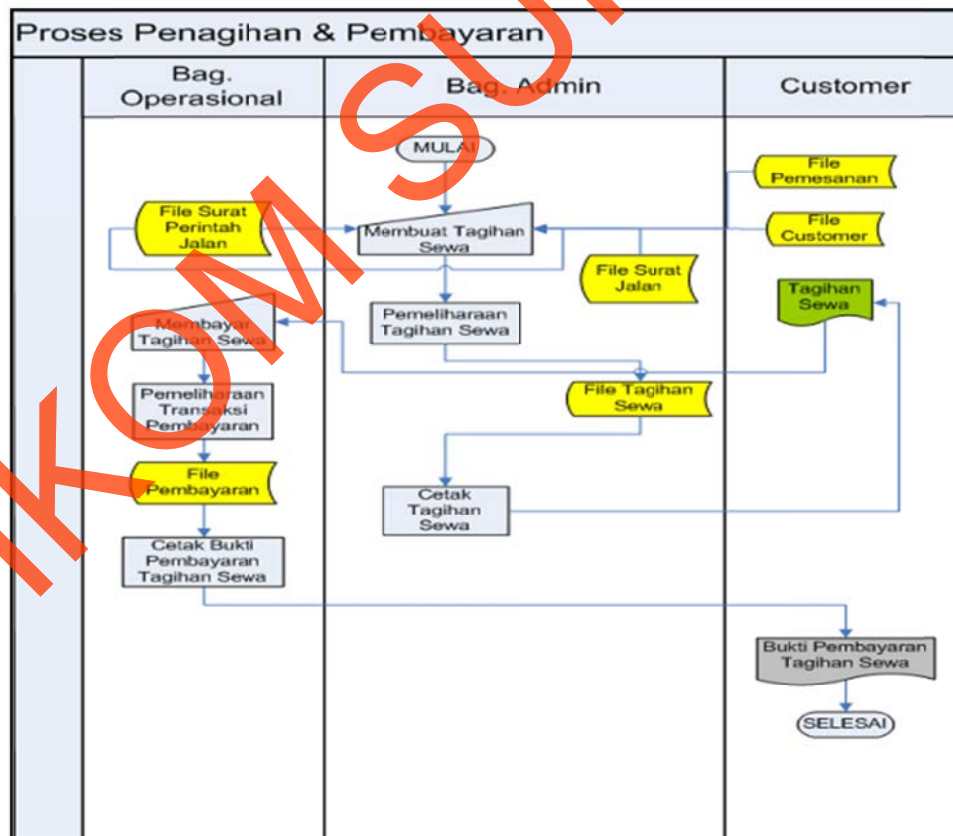 Proses Penagihan & Pembayaran
Bag.
Operasional
Bag. Admin
Customer
MULAI
File
Pemesanan
File Surat
Perintah
Jalan
Membuat Tagihan
Sewa
File
Customer
File Surat
Jalan
Tagihan
Sewa
Membayar
Tagihan Sewa
Pemeliharaan
Tagihan Sewa
Pemeliharaan
Transaksi
Pembayaran
File Tagihan
Sewa
File
Pembayaran
Cetak
Tagihan
Sewa
Cetak Bukti
Pembayaran
Tagihan Sewa
Bukti Pembayaran
Tagihan Sewa
SELESAI
IKOM SU